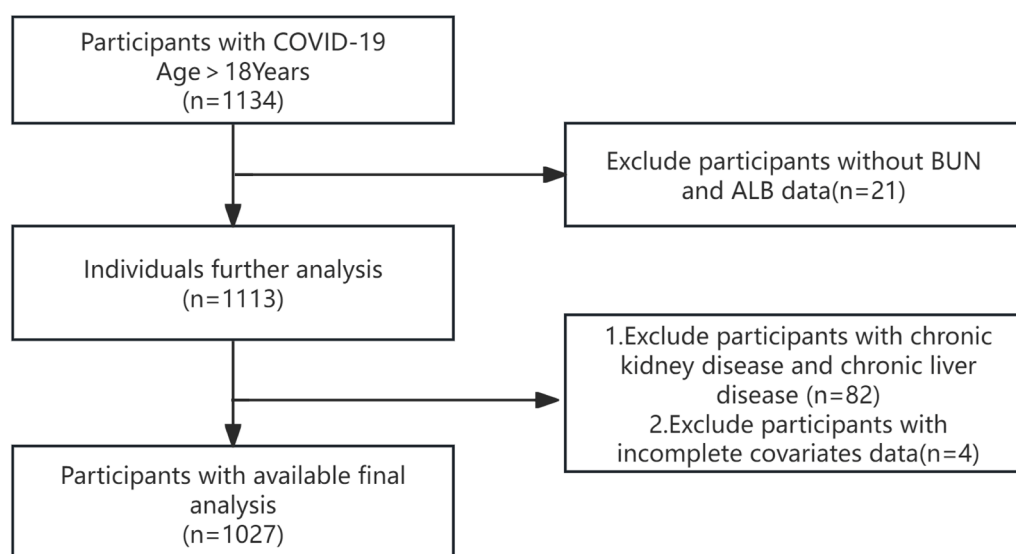 Participants with COVID-19
Age > 18Years
(n=1134)
Exclude participants without BUN
and ALB data(n=21)
Individuals further analysis
(n=1113)
1.Exclude participants with chronic
kidney disease and chronic liver
disease (n=82)
2.Exclude participants with
incomplete covariates data(n=4)
Participants with available final
analysis
(n=1027)